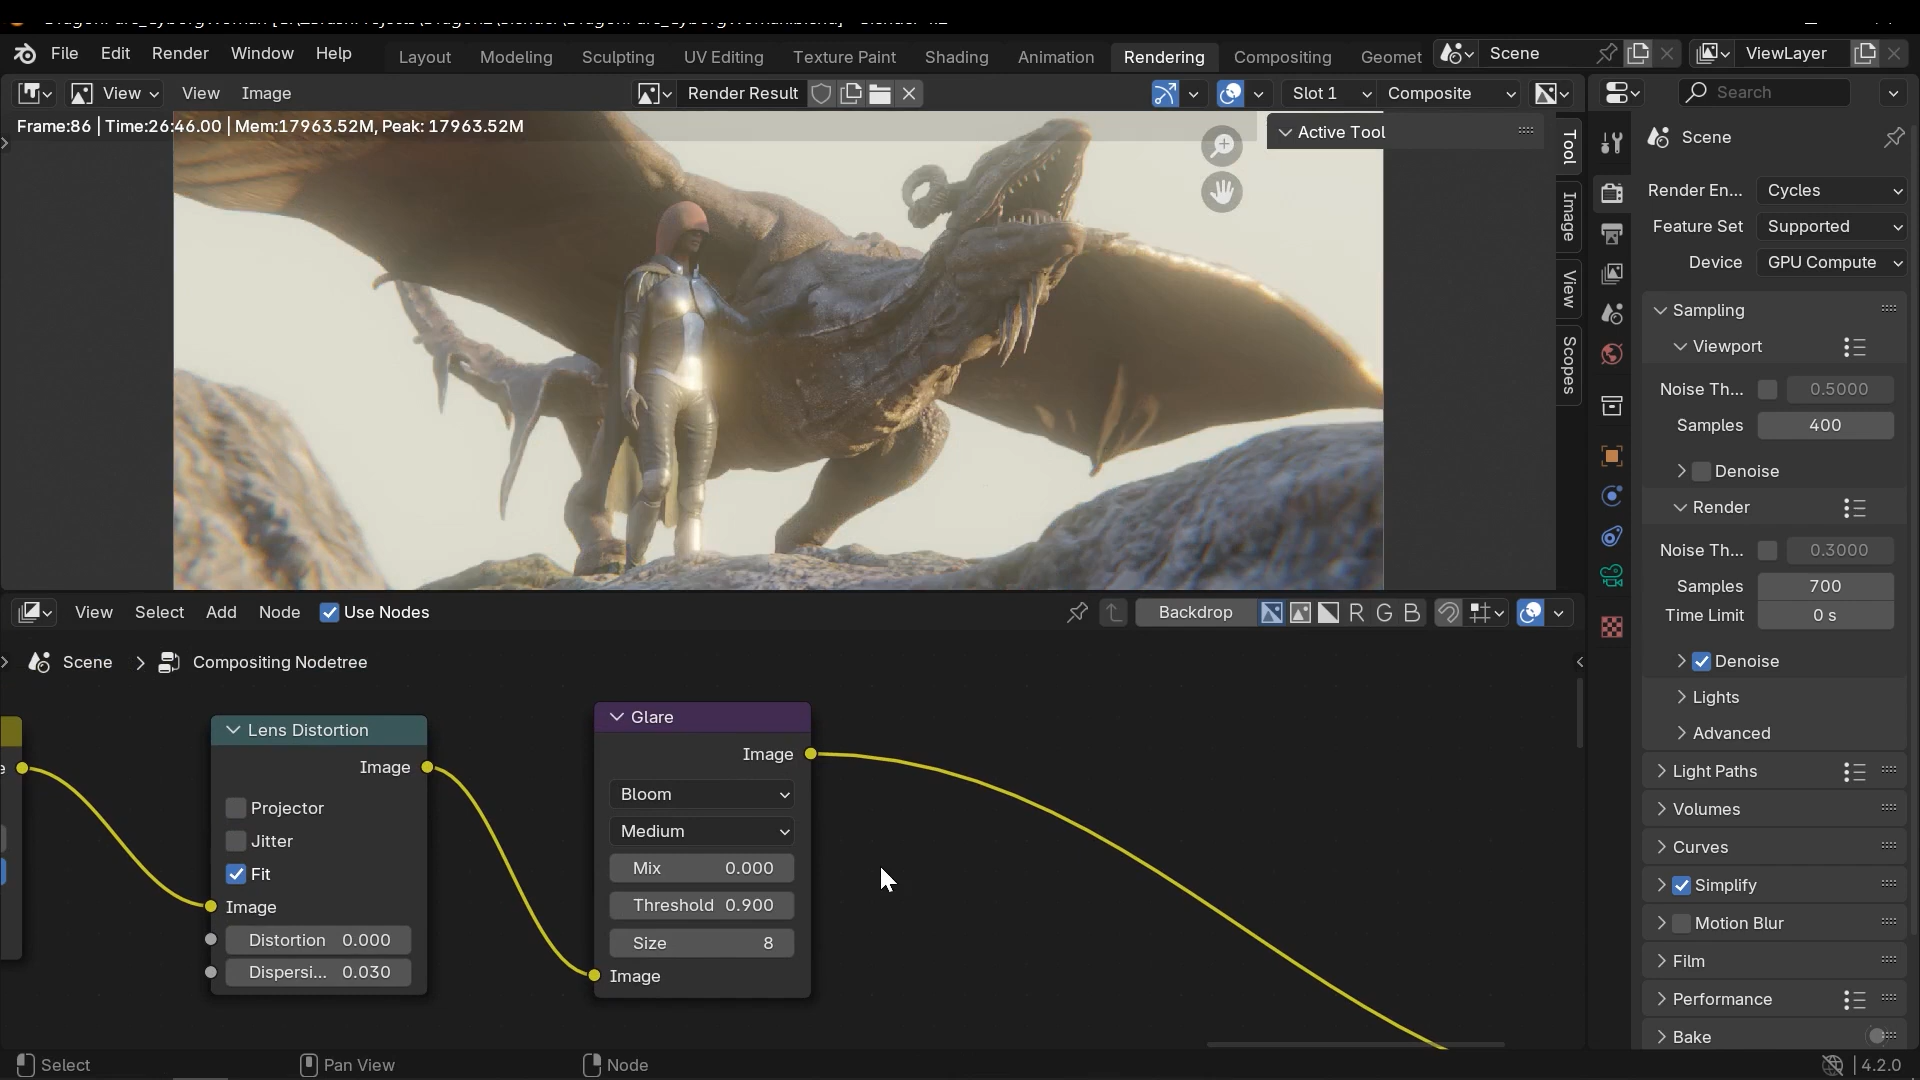 File Edit Render Window Help Layout Modeling Sculpting UV Editing Texture Paint Shading Animation Rendering Compositing Geomet Scene ViewLayer
View View Image Render Result Slot 1 Composite Search
Frame:86 | Time:26:46.00 | Mem:17963.52M, Peak: 17963.52M
Active Tool
Tool
Image
View
Scopes
Scene
Render En... Cycles
Feature Set Supported
Device GPU Compute
Sampling
Viewport
Noise Th... 0.5000
Samples 400
Denoise
Render
Noise Th... 0.3000
Samples 700
Time Limit 0 s
Denoise
Lights
Advanced
Light Paths
Volumes
Curves
Simplify
Motion Blur
Film
Performance
Bake
View Select Add Node Use Nodes Backdrop R G B
Scene > Compositing Nodetree
Lens Distortion
Image
Projector
Jitter
Fit
Image
Distortion 0.000
Dispersi... 0.030
Glare
Image
Bloom
Medium
Mix 0.000
Threshold 0.900
Size 8
Image
Select Pan View Node 4.2.0